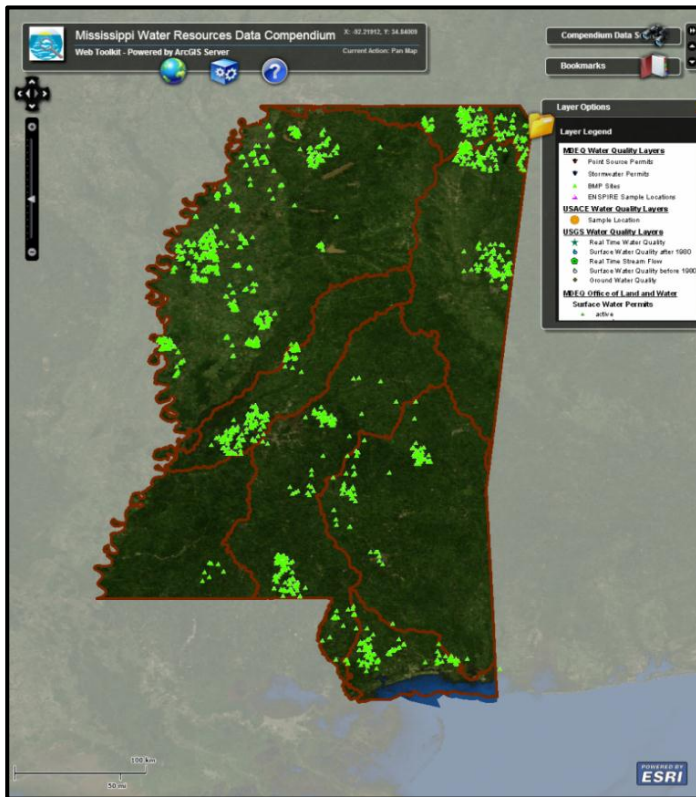 Mississippi Water Resources Data Compendium
X: -82.21912, Y: 34.84009
Web Toolkit - Powered by ArcGIS Server
Current Action: Pan Map
Compendium Data S
Bookmarks
Layer Options
Layer Legend
MDEQ Water Quality Layers
Point Source Permits
Stormwater Permits
BMP Sites
ENSPIRE Sample Locations
USACE Water Quality Layers
Sample Location
USGS Water Quality Layers
Real Time Water Quality
Surface Water Quality after 1980
Real Time Stream Flow
Surface Water Quality before 1900
Ground Water Quality
MDEQ Office of Land and Water
Surface Water Permits
active
100 km
50 mi
POWERED BY
ESRI